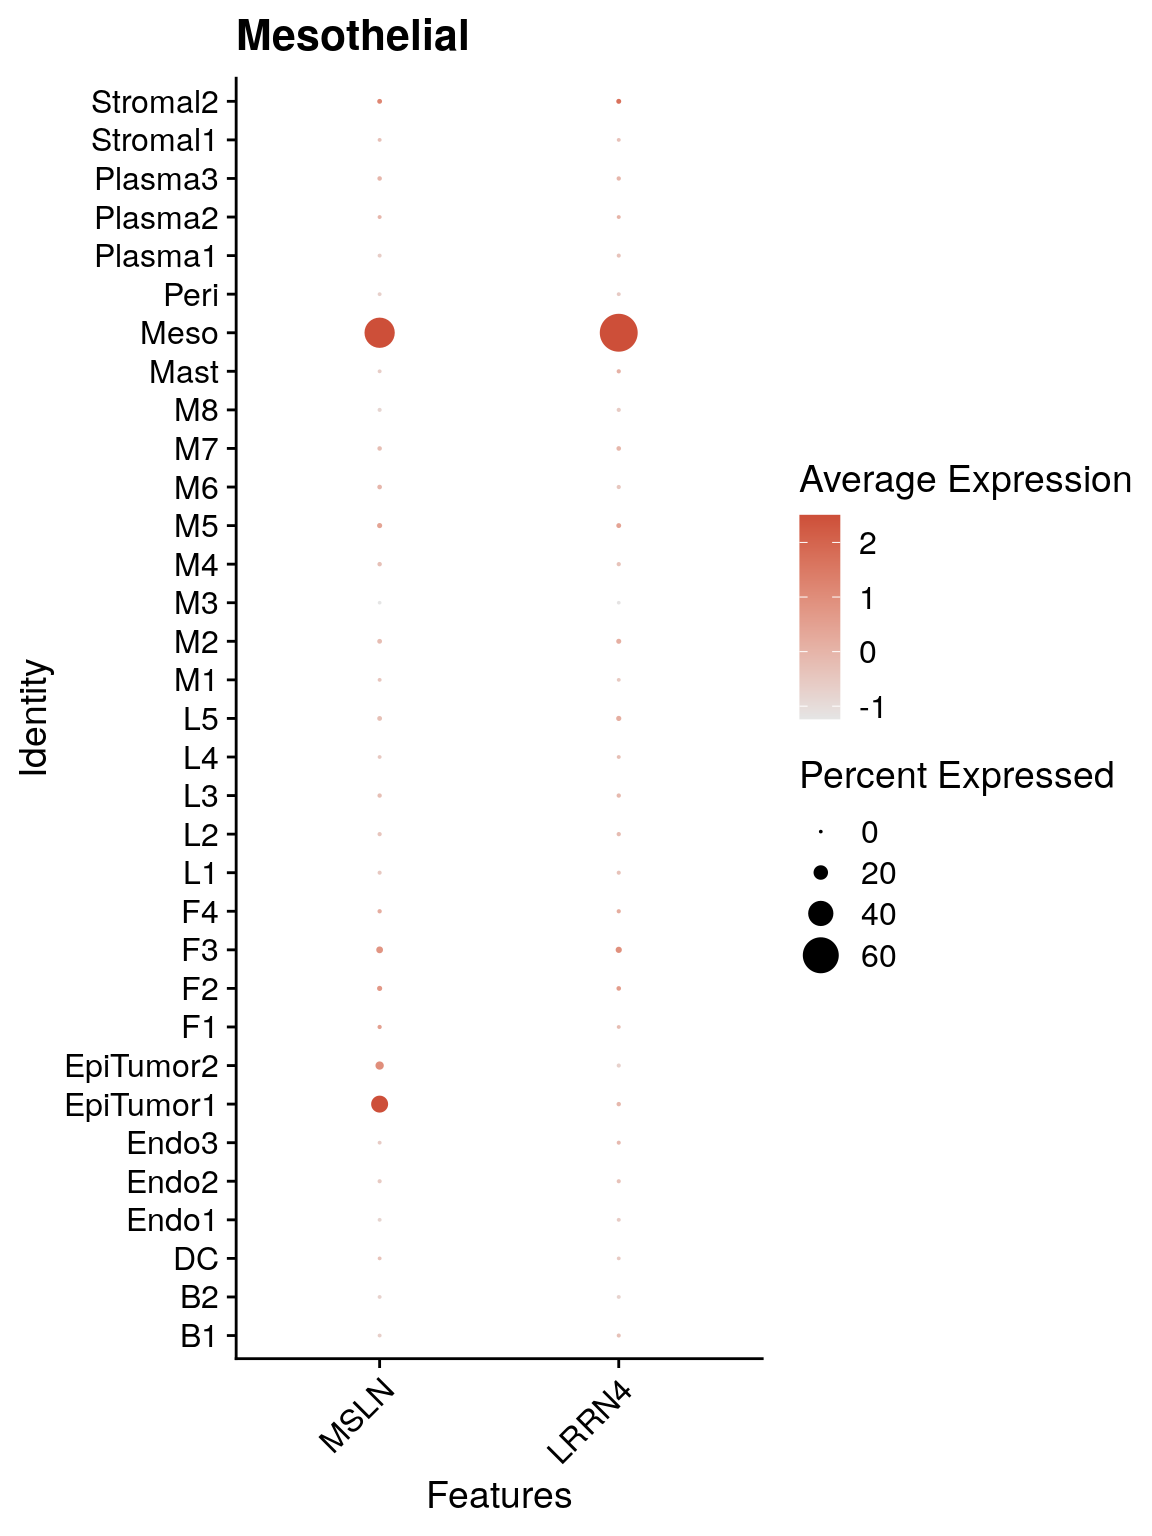 Mesothelial
Stromal2
Stromal1
Plasma3
Plasma2
Plasma1
Peri
Meso
Mast
M8
M7
M6
M5
M4
M3
M2
M1
L5
L4
L3
L2
L1
F4
F3
F2
F1
EpiTumor2
EpiTumor1
Endo3
Endo2
Endo1
DC
B2
B1
Identity
MSLN
LRRN4
Features
Average Expression
2
1
0
-1
Percent Expressed
0
20
40
60